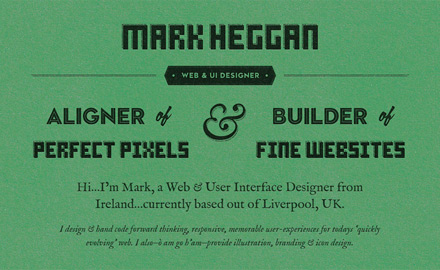 MARK HEGGAN
• WEB & UI DESIGNER •
ALIGNER of & BUILDER of
PERFECT PIXELS FINE WEBSITES
Hi...I'm Mark, a Web & User Interface Designer from
Ireland...currently based out of Liverpool, UK.
I design & hand code forward thinking, responsive, memorable user-experiences for todays 'quickly
evolving' web. I also–b am go b'am–provide illustration, branding & icon design.